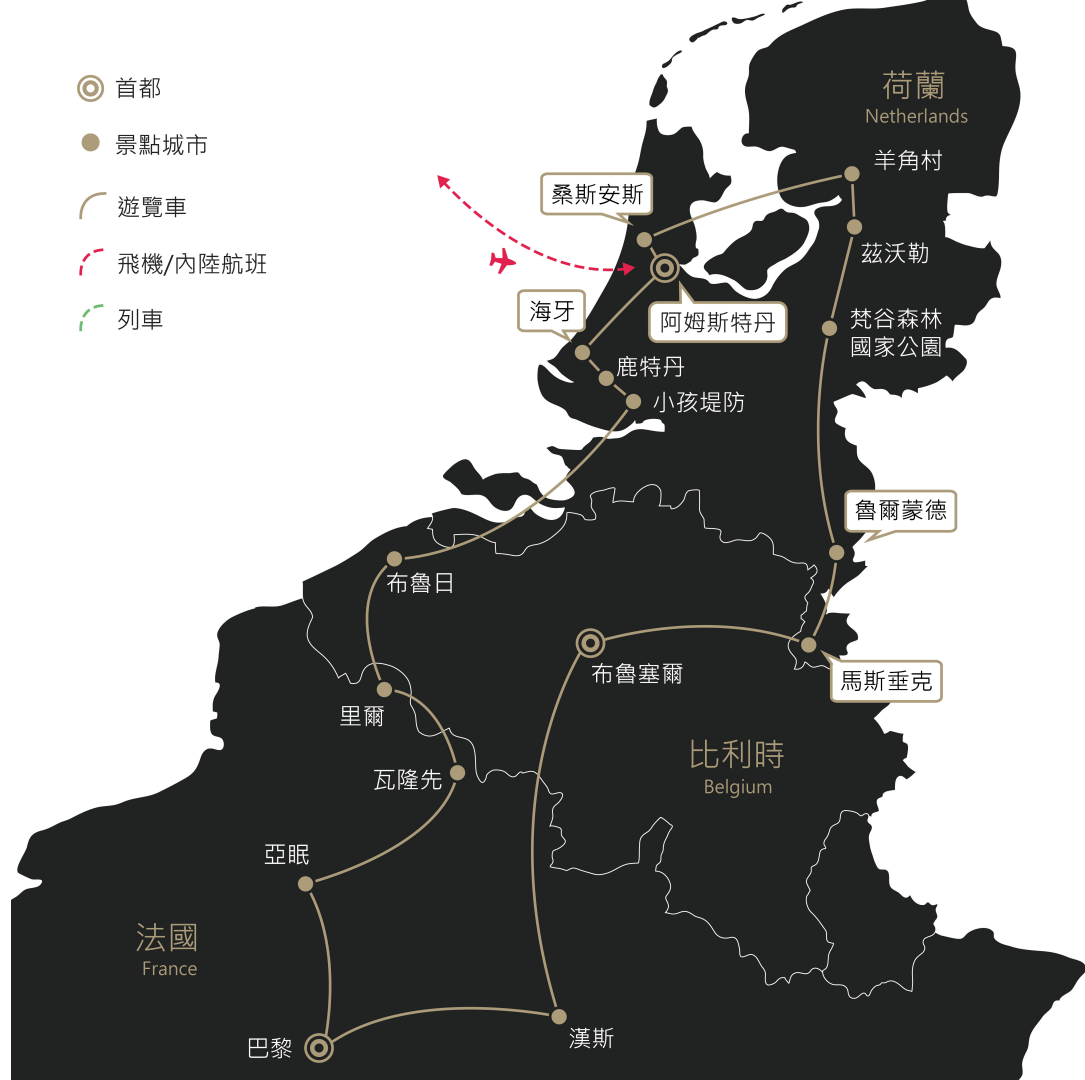 首都
景點城市
遊覽車
飛機/內陸航班
列車
荷蘭
Netherlands
羊角村
桑斯安斯
茲沃勒
海牙
阿姆斯特丹
梵谷森林
國家公園
鹿特丹
小孩堤防
魯爾蒙德
布魯日
布魯塞爾
馬斯垂克
里爾
比利時
Belgium
瓦隆先
亞眠
法國
France
漢斯
巴黎